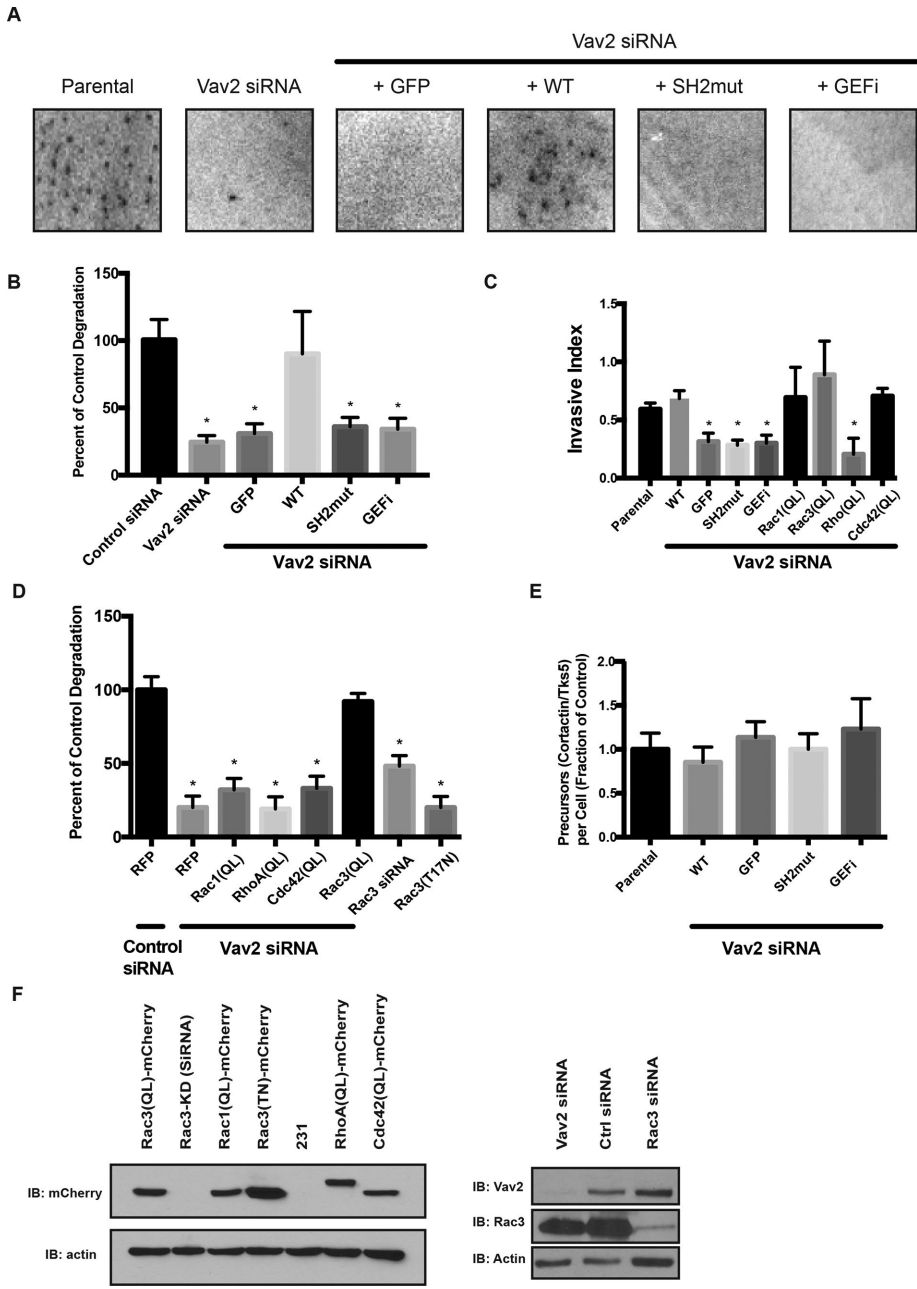 A
Vav2 siRNA
Parental
Vav2 siRNA
+ GFP
+ WT
+ SH2mut
+ GEFi
B
Percent of Control Degradation
150
100
50
0
Control siRNA
Vav2 siRNA
*
GFP
*
WT
SH2mut
*
GEFi
*
Vav2 siRNA
C
Invasive Index
1.5
1.0
0.5
0.0
Parental
WT
GFP
*
SH2mut
*
GEFi
*
Rac1(QL)
Rac3(QL)
Rho(QL)
*
Cdc42(QL)
Vav2 siRNA
D
Percent of Control Degradation
150
100
50
0
RFP
RFP
*
Rac1(QL)
*
RhoA(QL)
*
Cdc42(QL)
*
Rac3(QL)
Rac3 siRNA
*
Rac3(T17N)
*
Control
siRNA
Vav2 siRNA
E
Precursors (Cortactin/Tks5)
per Cell (Fraction of Control)
2.0
1.5
1.0
0.5
0.0
Parental
WT
GFP
SH2mut
GEFi
Vav2 siRNA
F
Rac3(QL)-mCherry
Rac3-KD (SiRNA)
Rac1(QL)-mCherry
Rac3(TN)-mCherry
231
RhoA(QL)-mCherry
Cdc42(QL)-mCherry
IB: mCherry
IB: actin
Vav2 siRNA
Ctrl siRNA
Rac3 siRNA
IB: Vav2
IB: Rac3
IB: Actin